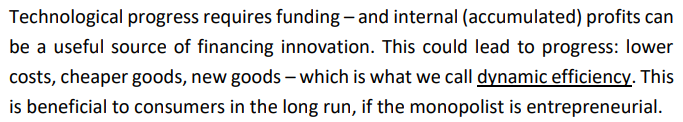 Technological progress requires funding – and internal (accumulated) profits can
be a useful source of financing innovation. This could lead to progress: lower
costs, cheaper goods, new goods – which is what we call dynamic efficiency. This
is beneficial to consumers in the long run, if the monopolist is entrepreneurial.